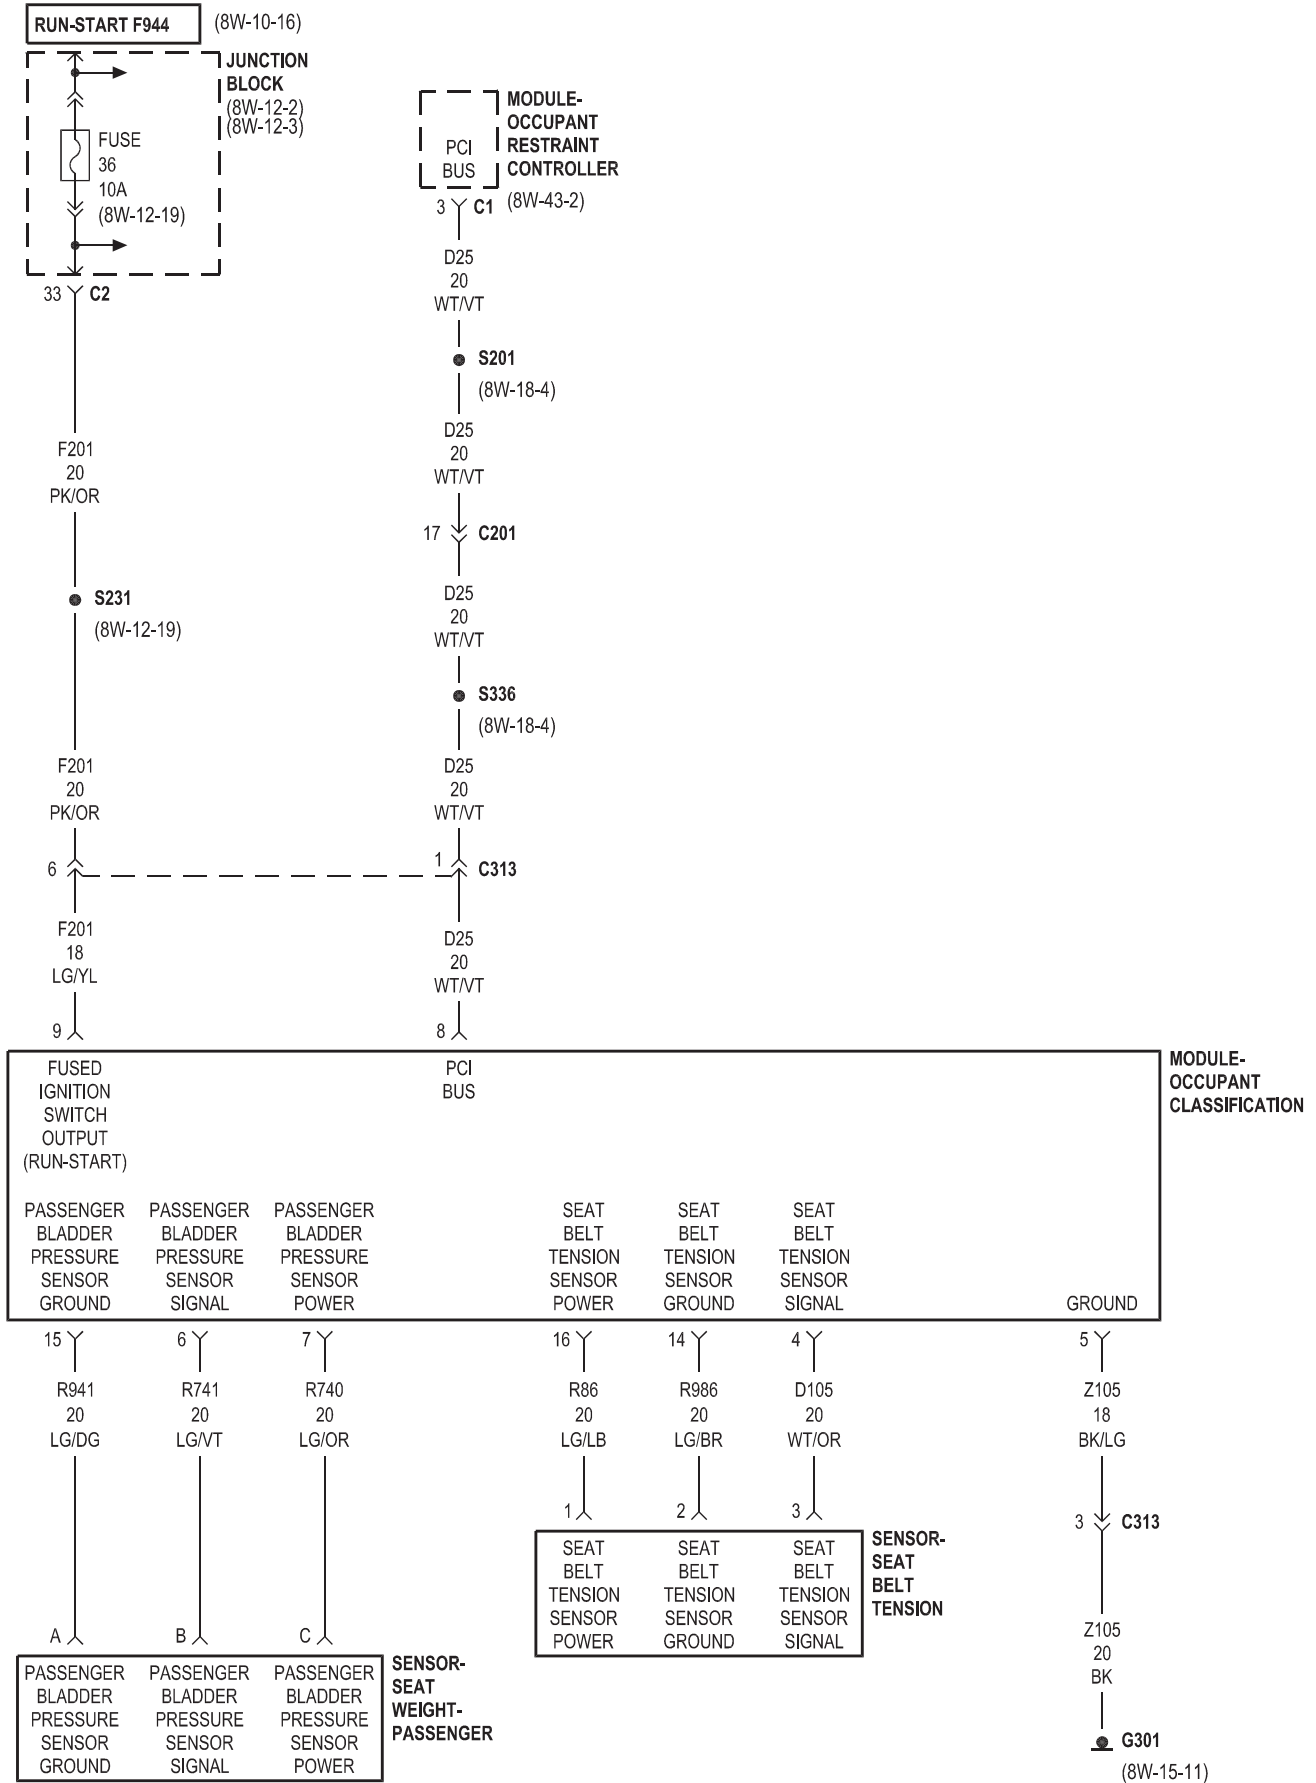 RUN-START F944
(8W-10-16)
JUNCTION
BLOCK
(8W-12-2)
(8W-12-3)
FUSE
36
10A
(8W-12-19)
33
C2
MODULE-
OCCUPANT
RESTRAINT
CONTROLLER
(8W-43-2)
PCI
BUS
3
C1
D25
20
WT/VT
S201
(8W-18-4)
D25
20
WT/VT
17
C201
D25
20
WT/VT
S336
(8W-18-4)
D25
20
WT/VT
F201
20
PK/OR
S231
(8W-12-19)
F201
20
PK/OR
6
1
C313
F201
18
LG/YL
9
D25
20
WT/VT
8
FUSED
IGNITION
SWITCH
OUTPUT
(RUN-START)
PCI
BUS
MODULE-
OCCUPANT
CLASSIFICATION
PASSENGER
BLADDER
PRESSURE
SENSOR
GROUND
PASSENGER
BLADDER
PRESSURE
SENSOR
SIGNAL
PASSENGER
BLADDER
PRESSURE
SENSOR
POWER
SEAT
BELT
TENSION
SENSOR
POWER
SEAT
BELT
TENSION
SENSOR
GROUND
SEAT
BELT
TENSION
SENSOR
SIGNAL
GROUND
15
R941
20
LG/DG
A
6
R741
20
LG/VT
B
7
R740
20
LG/OR
C
16
R86
20
LG/LB
1
14
R986
20
LG/BR
2
4
D105
20
WT/OR
3
5
Z105
18
BK/LG
3
C313
Z105
20
BK
G301
(8W-15-11)
SEAT
BELT
TENSION
SENSOR
POWER
SEAT
BELT
TENSION
SENSOR
GROUND
SEAT
BELT
TENSION
SENSOR
SIGNAL
SENSOR-
SEAT
BELT
TENSION
PASSENGER
BLADDER
PRESSURE
SENSOR
GROUND
PASSENGER
BLADDER
PRESSURE
SENSOR
SIGNAL
PASSENGER
BLADDER
PRESSURE
SENSOR
POWER
SENSOR-
SEAT
WEIGHT-
PASSENGER